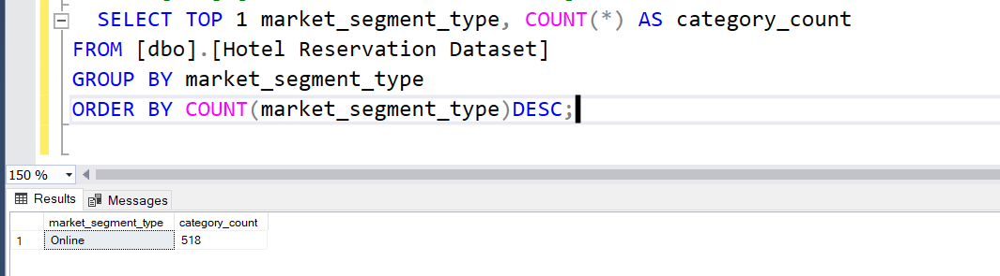 SELECT TOP 1 market_segment_type, COUNT(*) AS category_count
FROM [dbo].[Hotel Reservation Dataset]
GROUP BY market_segment_type
ORDER BY COUNT(market_segment_type)DESC;
150 %
Results Messages
market_segment_type category_count
1 Online 518